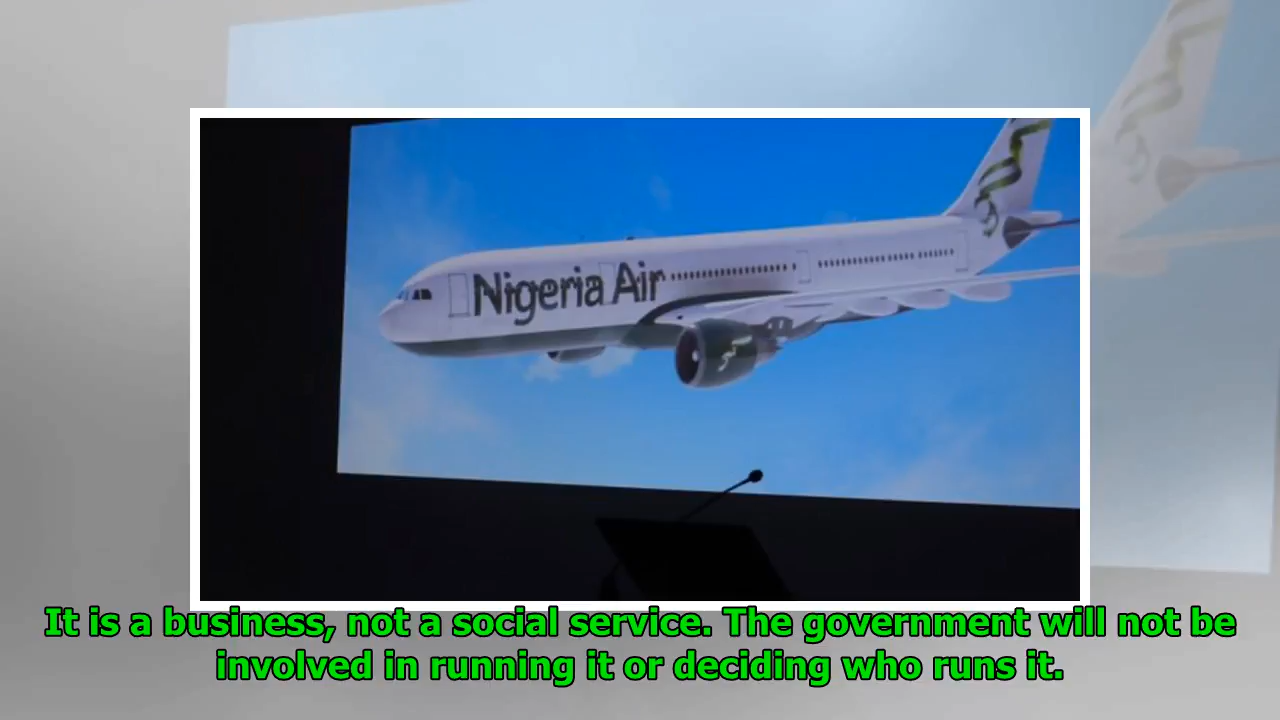 Nigeria Air
It is a business, not a social service. The government will not be
involved in running it or deciding who runs it.